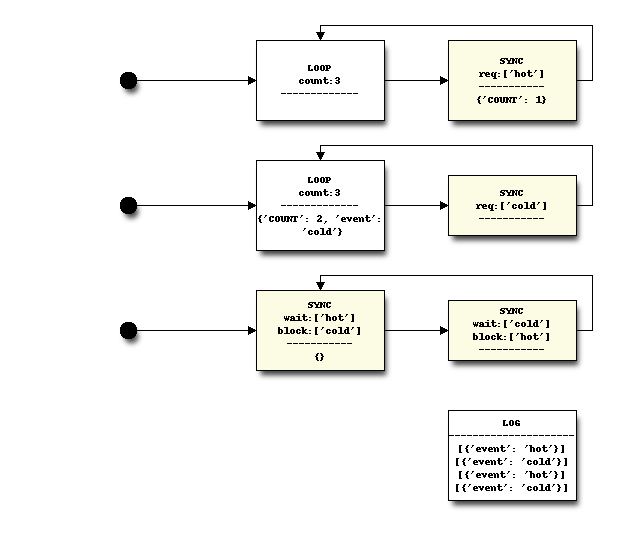 LOOP
count:3
-------------
SYNC
req:['hot']
-----------
{'COUNT': 1}
LOOP
count:3
-------------
{'COUNT': 2, 'event':
'cold'}
SYNC
req:['cold']
-----------
SYNC
wait:['hot']
block:['cold']
-----------
{}
SYNC
wait:['cold']
block:['hot']
-----------
LOG
---------------------
[{'event': 'hot'}]
[{'event': 'cold'}]
[{'event': 'hot'}]
[{'event': 'cold'}]